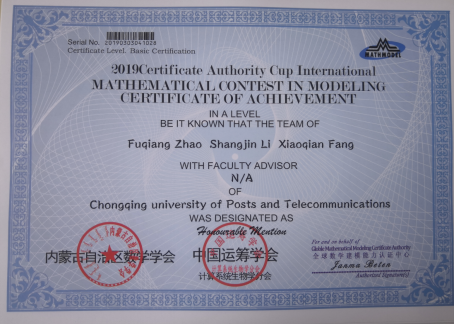 Serial No.
20190303041028
Certificate Level. Basic Certification
MATHMODEL
2019Certificate Authority Cup International
MATHEMATICAL CONTEST IN MODELING
CERTIFICATE OF ACHIEVEMENT
IN A LEVEL
BE IT KNOWN THAT THE TEAM OF
Fuqiang Zhao Shangjin Li Xiaoqian Fang
WITH FACULTY ADVISOR
N/A
OF
Chongqing university of Posts and Telecommunications
WAS DESIGNATED AS
Honourable Mention
内蒙古自治区数学学会
中国运筹学会
计算系统生物学分会
For and on behalf of
Globle Mathematical Modeling Certificate Authority
全球数学建模能力认证中心
Authorized Signature(s)